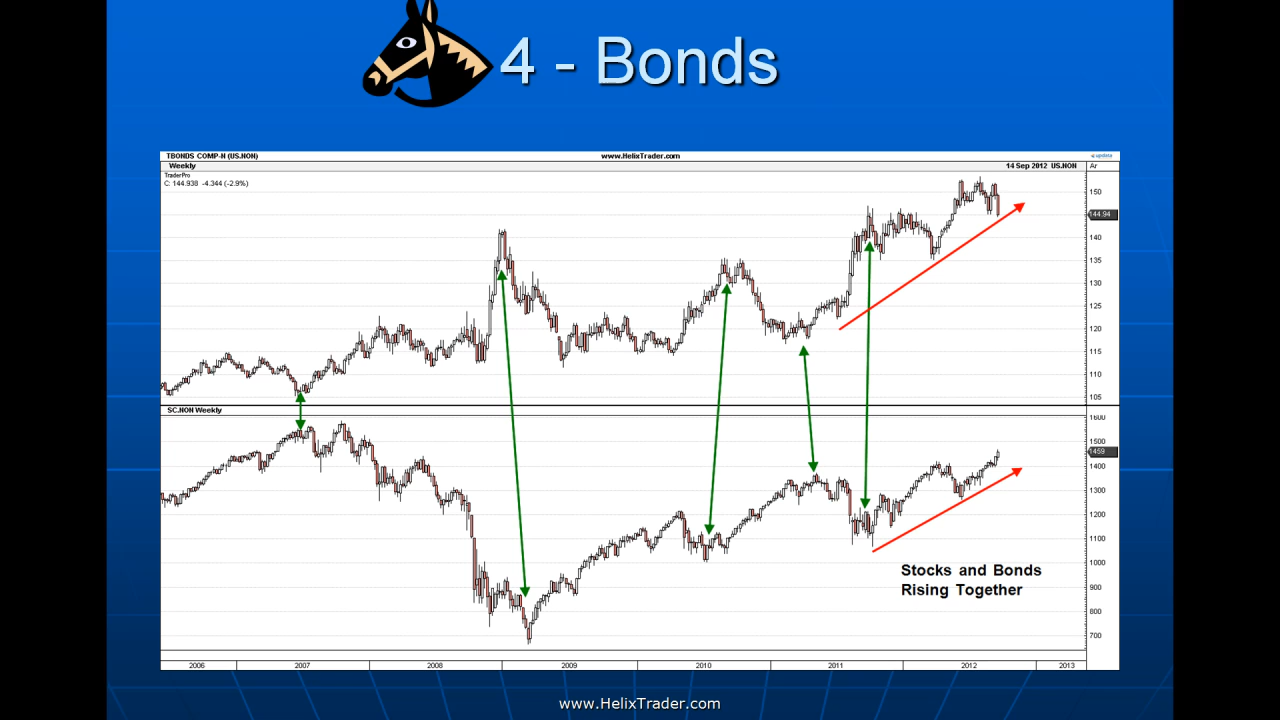 4 - Bonds
TBONDS COMP-N (US.NON) www.HelixTrader.com updata
Weekly 14 Sep 2012 US.NON Ar
TraderPro
C: 144.938 -4.344 (-2.9%)
150
144.94
140
135
130
125
120
115
110
105
SC.NON Weekly
1600
1500
1459
1400
1300
1200
1100
1000
900
800
700
Stocks and Bonds
Rising Together
2006 2007 2008 2009 2010 2011 2012 2013
www.HelixTrader.com